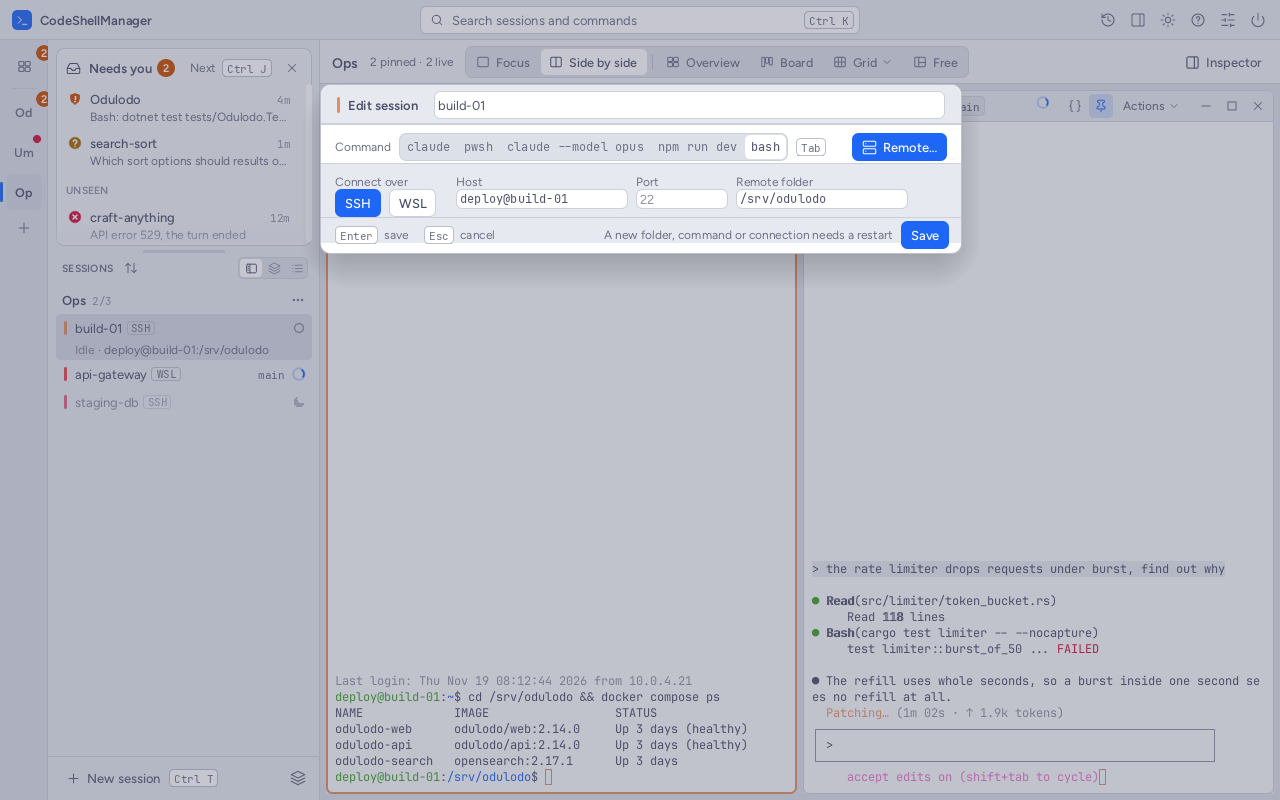 CodeShellManager
Search sessions and commands
Ctrl K
2
Needs you 2 Next Ctrl J
Odulodo 4m
Bash: dotnet test tests/Odulodo.Te…
search-sort 1m
Which sort options should results o…
UNSEEN
craft-anything 12m
API error 529, the turn ended
2
Od
Um
Op
SESSIONS
Ops 2/3
build-01 SSH
Idle · deploy@build-01:/srv/odulodo
api-gateway WSL main
staging-db SSH
New session Ctrl T
Ops 2 pinned · 2 live Focus Side by side Overview Board Grid Free Inspector
ain { } Actions
Edit session build-01
Command claude pwsh claude --model opus npm run dev bash Tab Remote…
Connect over Host Port Remote folder
SSH WSL deploy@build-01 22 /srv/odulodo
Enter save Esc cancel A new folder, command or connection needs a restart Save
Last login: Thu Nov 19 08:12:44 2026 from 10.0.4.21
deploy@build-01:~$ cd /srv/odulodo && docker compose ps
NAME IMAGE STATUS
odulodo-web odulodo/web:2.14.0 Up 3 days (healthy)
odulodo-api odulodo/api:2.14.0 Up 3 days (healthy)
odulodo-search opensearch:2.17.1 Up 3 days
deploy@build-01:/srv/odulodo$
> the rate limiter drops requests under burst, find out why
● Read(src/limiter/token_bucket.rs)
Read 118 lines
● Bash(cargo test limiter -- --nocapture)
test limiter::burst_of_50 ... FAILED
● The refill uses whole seconds, so a burst inside one second se
es no refill at all.
Patching… (1m 02s · ↑ 1.9k tokens)
>
accept edits on (shift+tab to cycle)